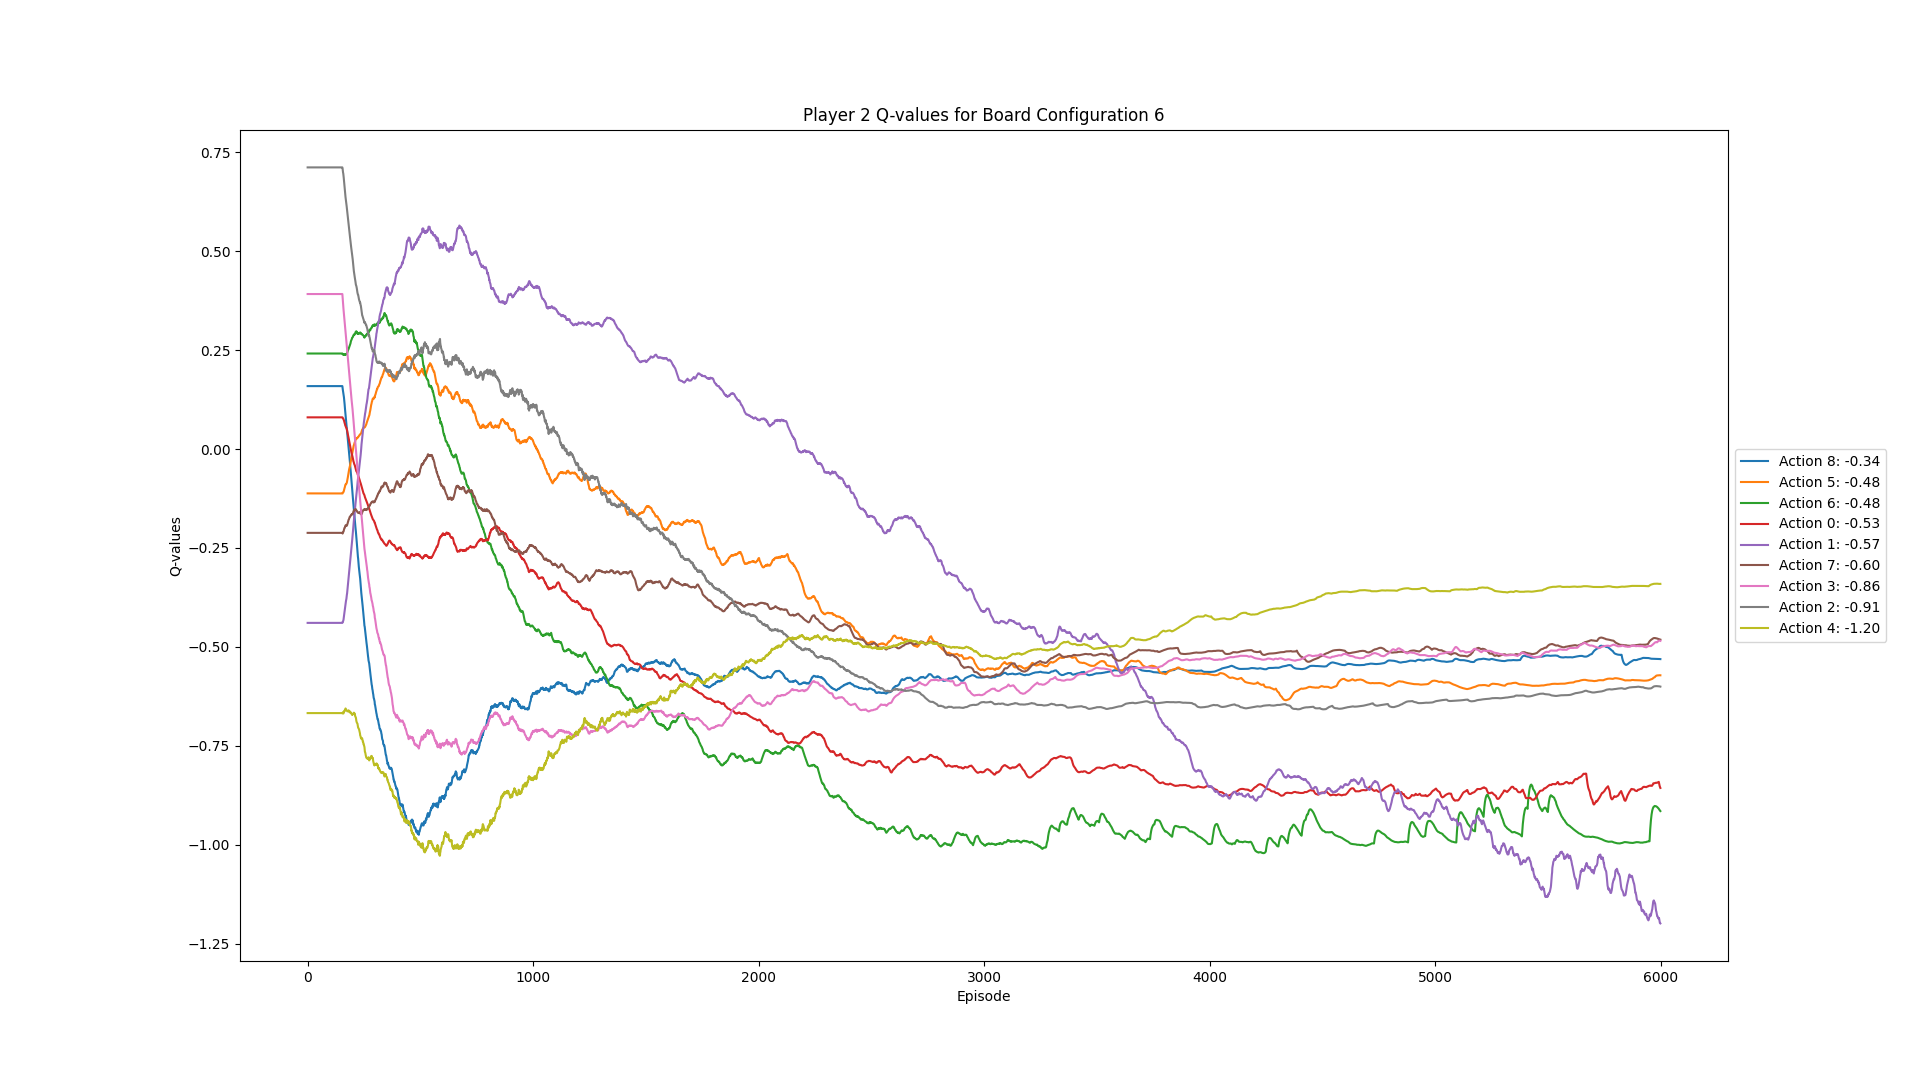 Player 2 Q-values for Board Configuration 6
0.75
0.50
0.25
0.00
−0.25
−0.50
−0.75
−1.00
−1.25
Q-values
0 1000 2000 3000 4000 5000 6000
Episode
Action 8: -0.34
Action 5: -0.48
Action 6: -0.48
Action 0: -0.53
Action 1: -0.57
Action 7: -0.60
Action 3: -0.86
Action 2: -0.91
Action 4: -1.20